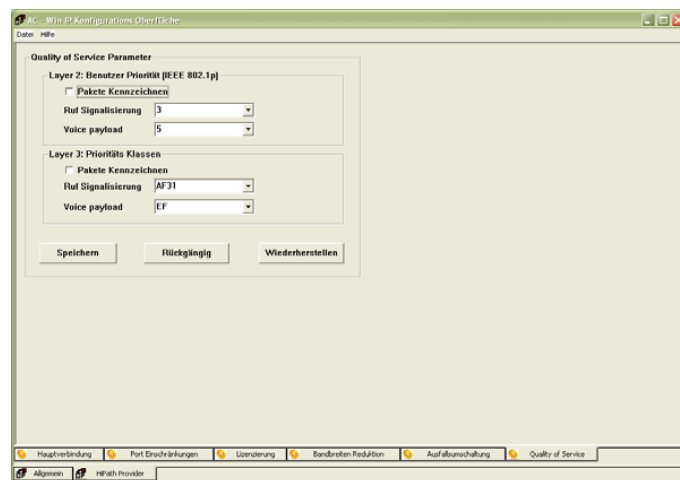 AC - Win IP Konfigurations Oberfläche
Datei Hilfe
Quality of Service Parameter
Layer 2: Benutzer Priorität (IEEE 802.1p)
Pakete Kennzeichnen
Ruf Signalisierung 3
Voice payload 5
Layer 3: Prioritäts Klassen
Pakete Kennzeichnen
Ruf Signalisierung AF31
Voice payload EF
Speichern Rückgängig Wiederherstellen
Hauptverbindung Port Einschränkungen Lizenzierung Bandbreiten Reduktion Ausfallsumschaltung Quality of Service
Allgemein HiPath Provider